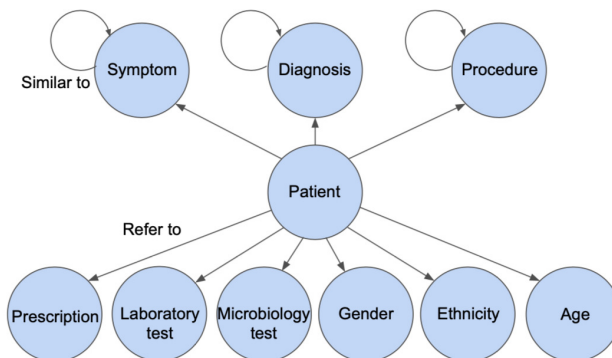 Symptom
Diagnosis
Procedure
Similar to
Patient
Refer to
Prescription
Laboratory
test
Microbiology
test
Gender
Ethnicity
Age